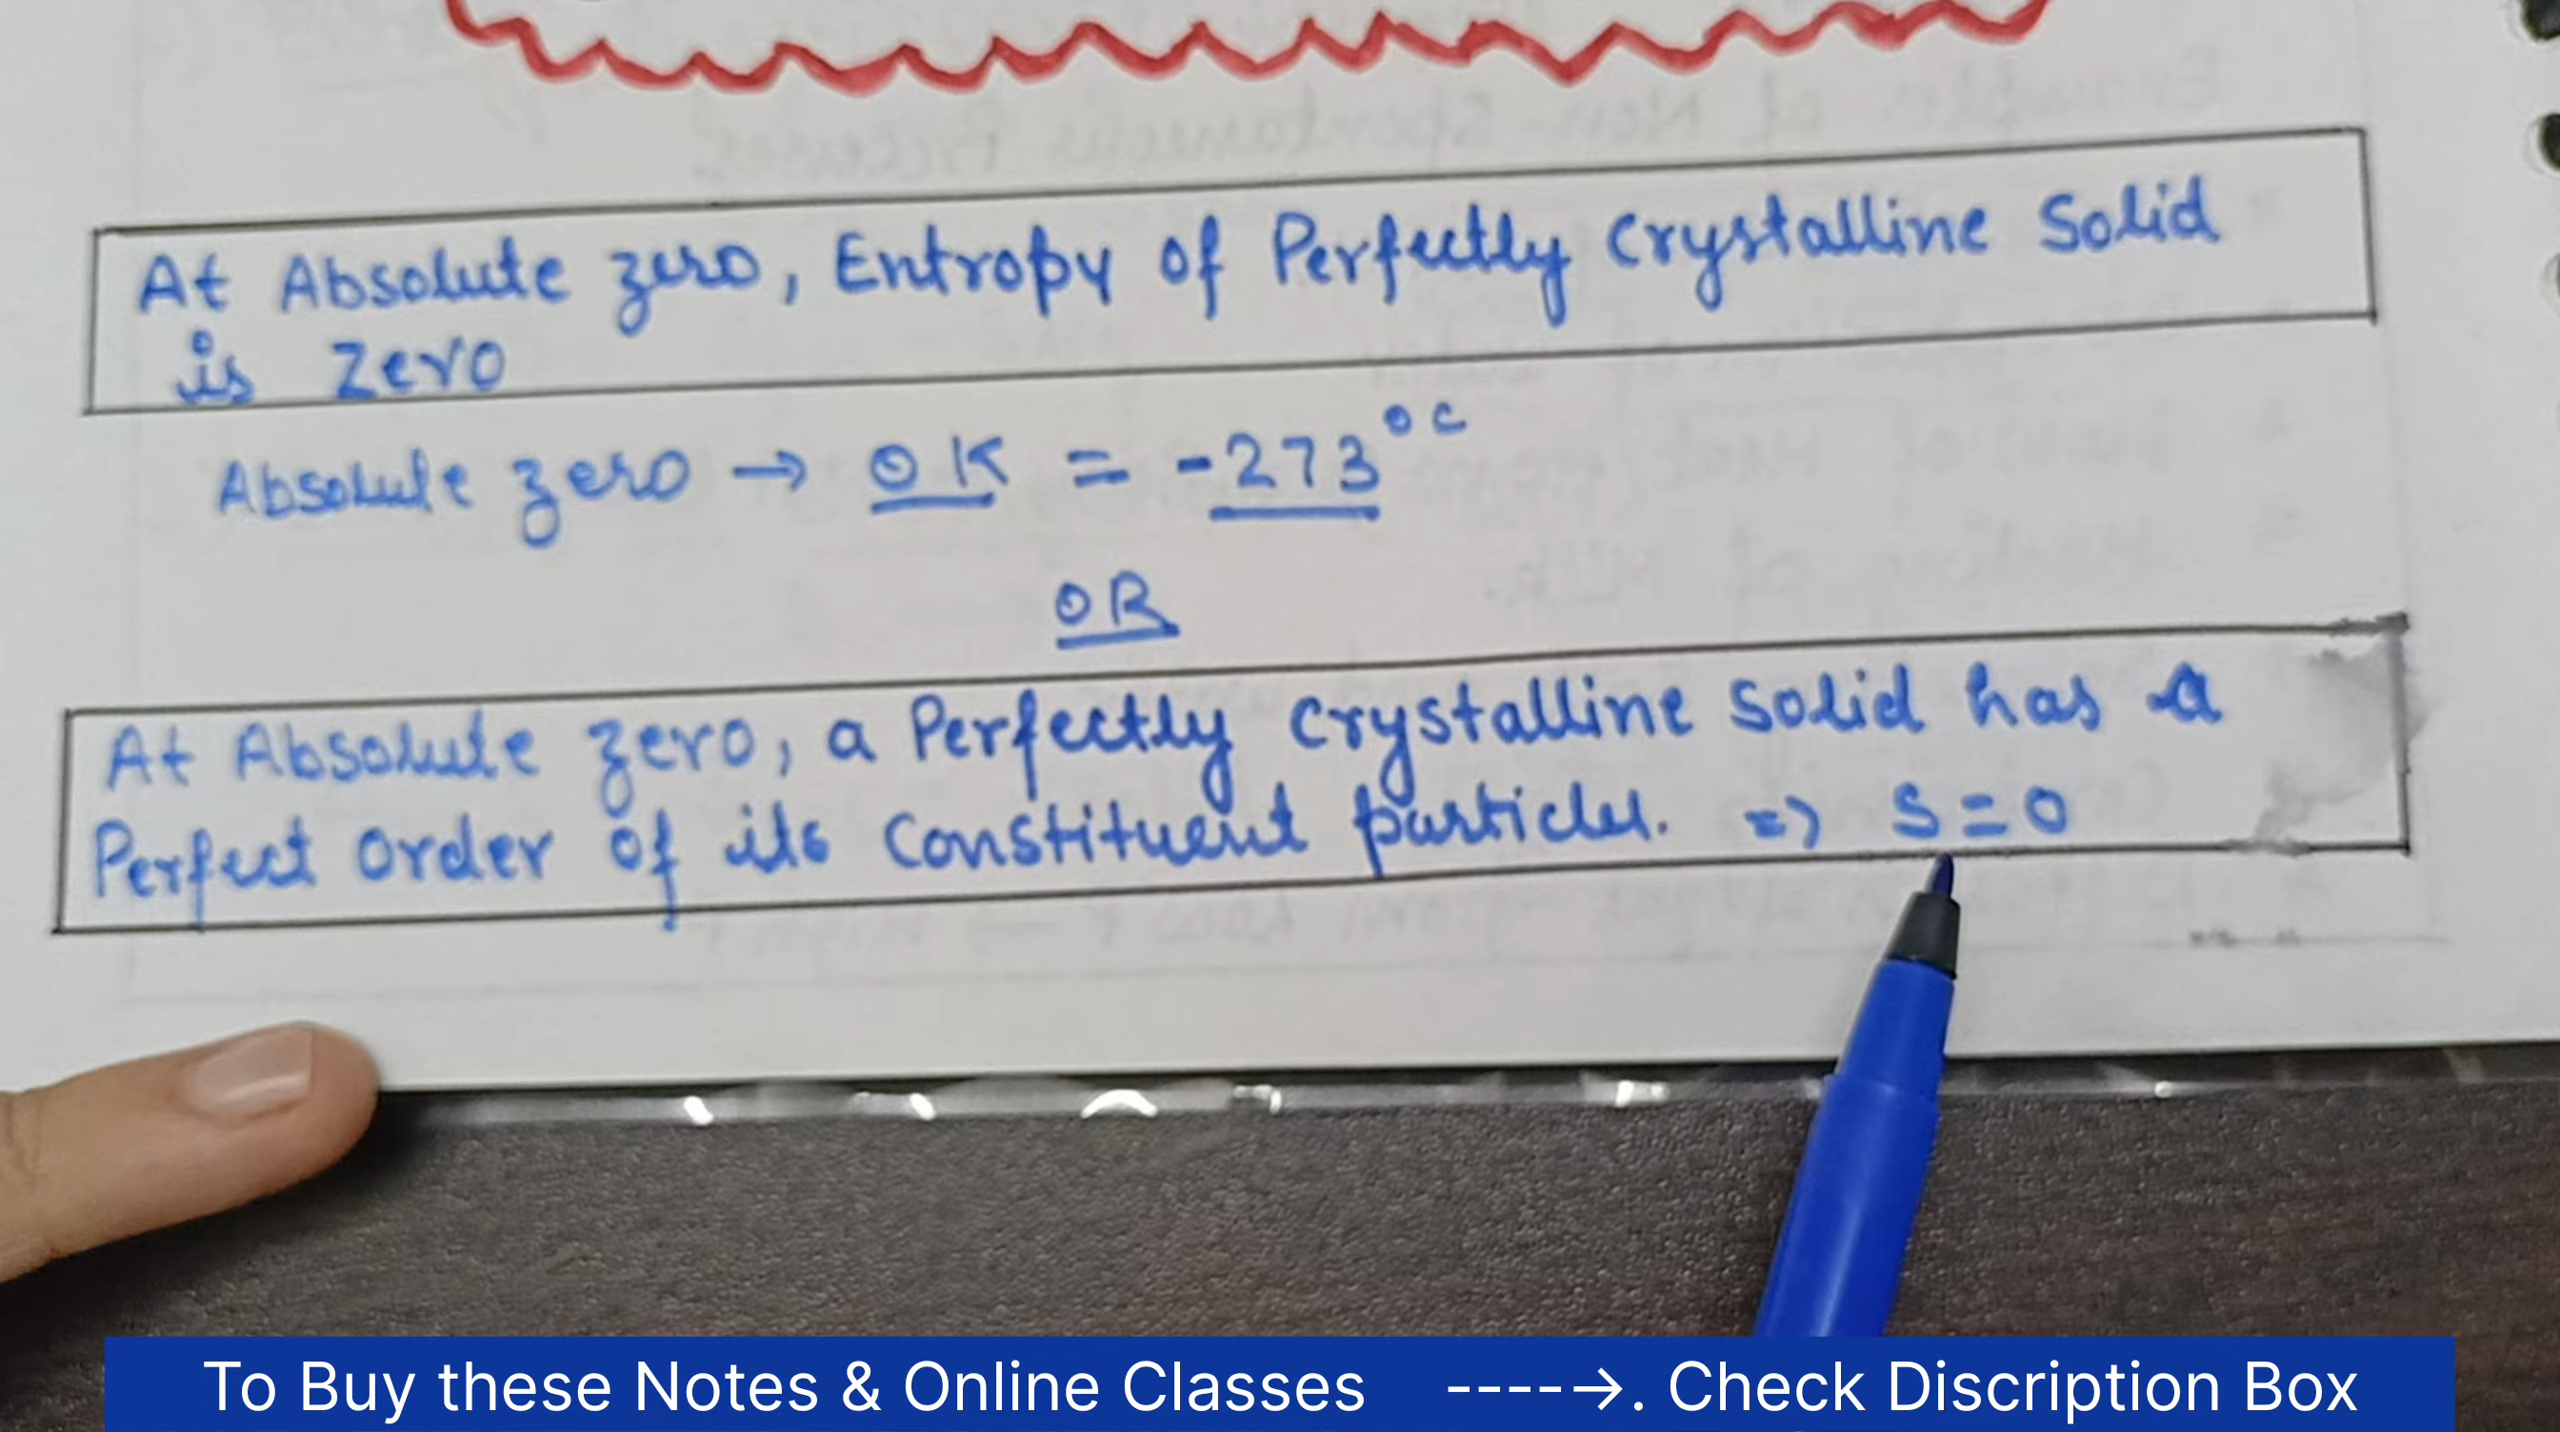 At Absolute zero, Entropy of Perfectly Crystalline Solid
is Zero
Absolute zero → 0 K = -273°C
OR
At Absolute zero, a Perfectly Crystalline Solid has a
Perfect order of its Constituent particles. => S=0
To Buy these Notes & Online Classes ----→. Check Discription Box